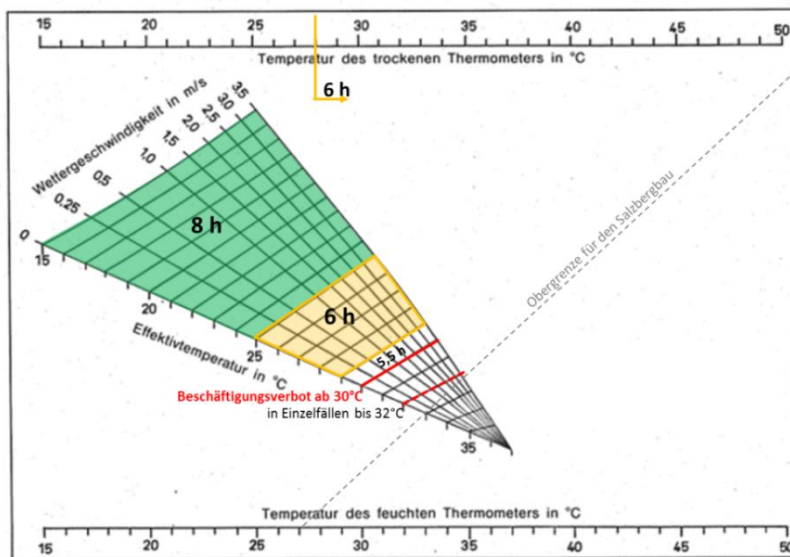 15 20 25 30 35 40 45 50
Temperatur des trockenen Thermometers in °C
6 h
Wettergeschwindigkeit in m/s
0 0.25 0.5 1.0 1.5 2.0 2.5 3.0 3.5
8 h
6 h
5,5 h
15 20 25 35
Effektivtemperatur in °C
Obergrenze für den Salzbergbau
Beschäftigungsverbot ab 30°C
in Einzelfällen bis 32°C
Temperatur des feuchten Thermometers in °C
15 20 25 30 35 40 45 50